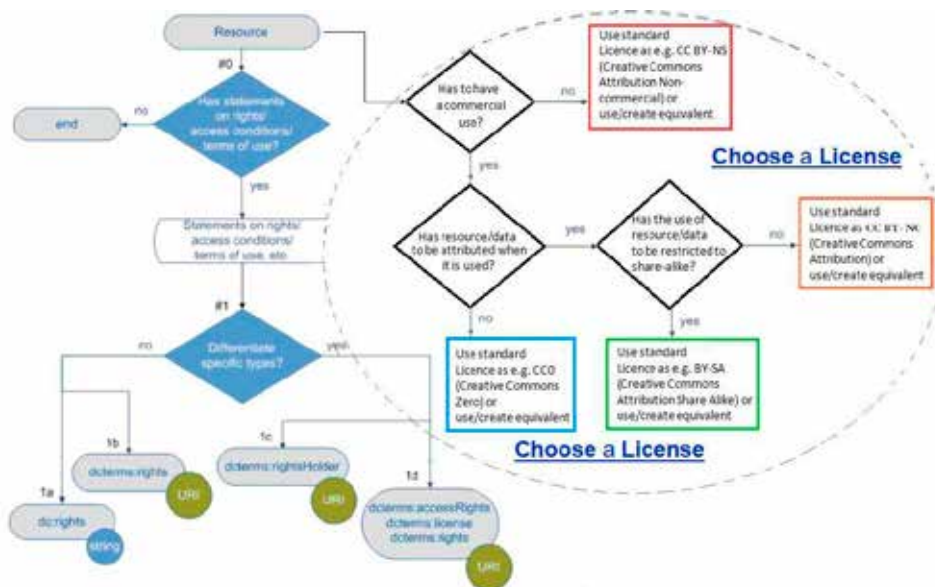 Resource
#0
Has statements
on rights/
access conditions/
terms of use?
no
end
yes
Statements on rights/
access conditions/
terms of use, etc
#1
Differentiate
specific types?
no
yes
1a
dc:rights
string
1b
dcterms:rights
URI
1c
dcterms:rightsHolder
URI
1d
dcterms:accessRights
dcterms:license
dcterms:rights
URI
Has to have
a commercial
use?
no
Use standard
Licence as e.g. CC BY-NS
(Creative Commons
Attribution Non-
commercial) or
use/create equivalent
Choose a License
yes
Has resource/data
to be attributed when
it is used?
yes
Has the use of
resource/data
to be restricted to
share-alike?
no
Use standard
Licence as CC BY- NC
(Creative Commons
Attribution) or
use/create equivalent
no
Use standard
Licence as e.g. CC0
(Creative Commons
Zero) or
use/create equivalent
yes
Use standard
Licence as e.g. BY-SA
(Creative Commons
Attribution Share Alike) or
use/create equivalent
Choose a License